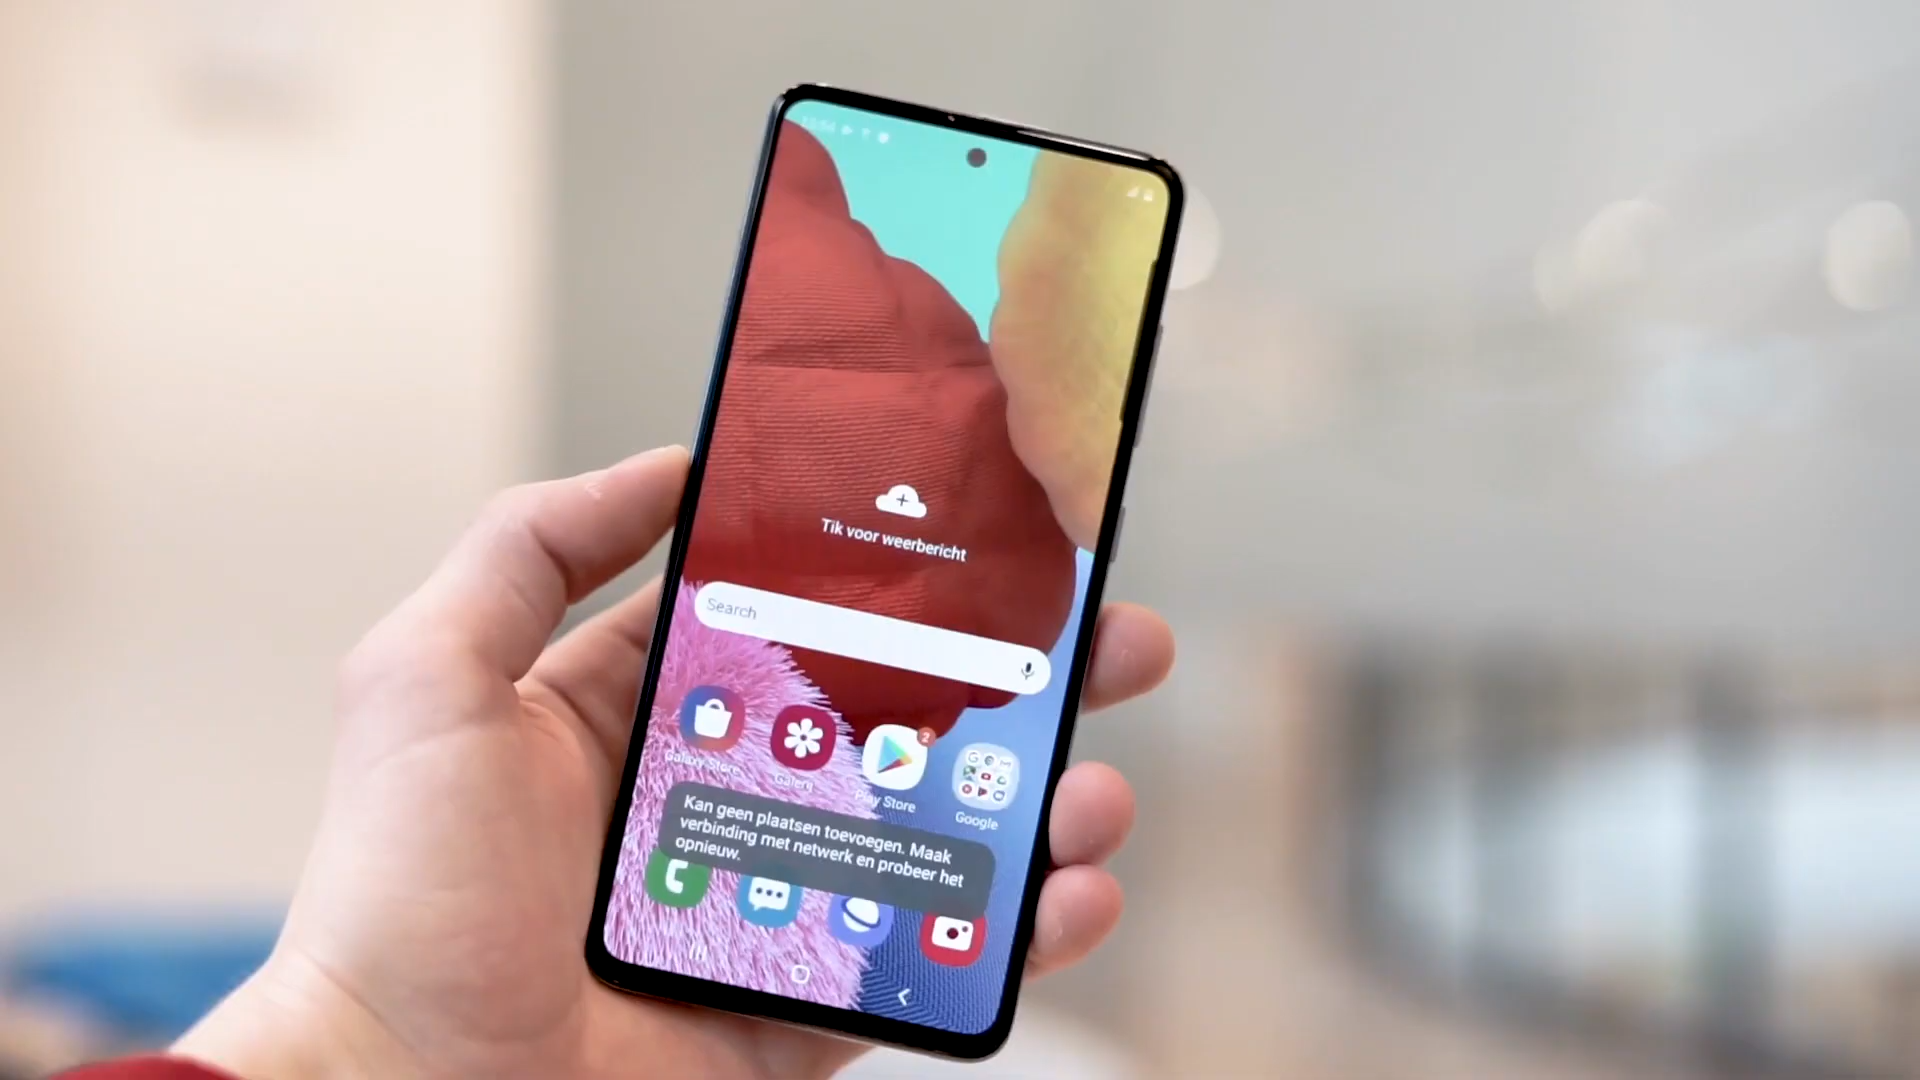 Tik voor weerbericht
Search
2
Galaxy Store
Galerij
Play Store
Google
Kan geen plaatsen toevoegen. Maak
verbinding met netwerk en probeer het
opnieuw.